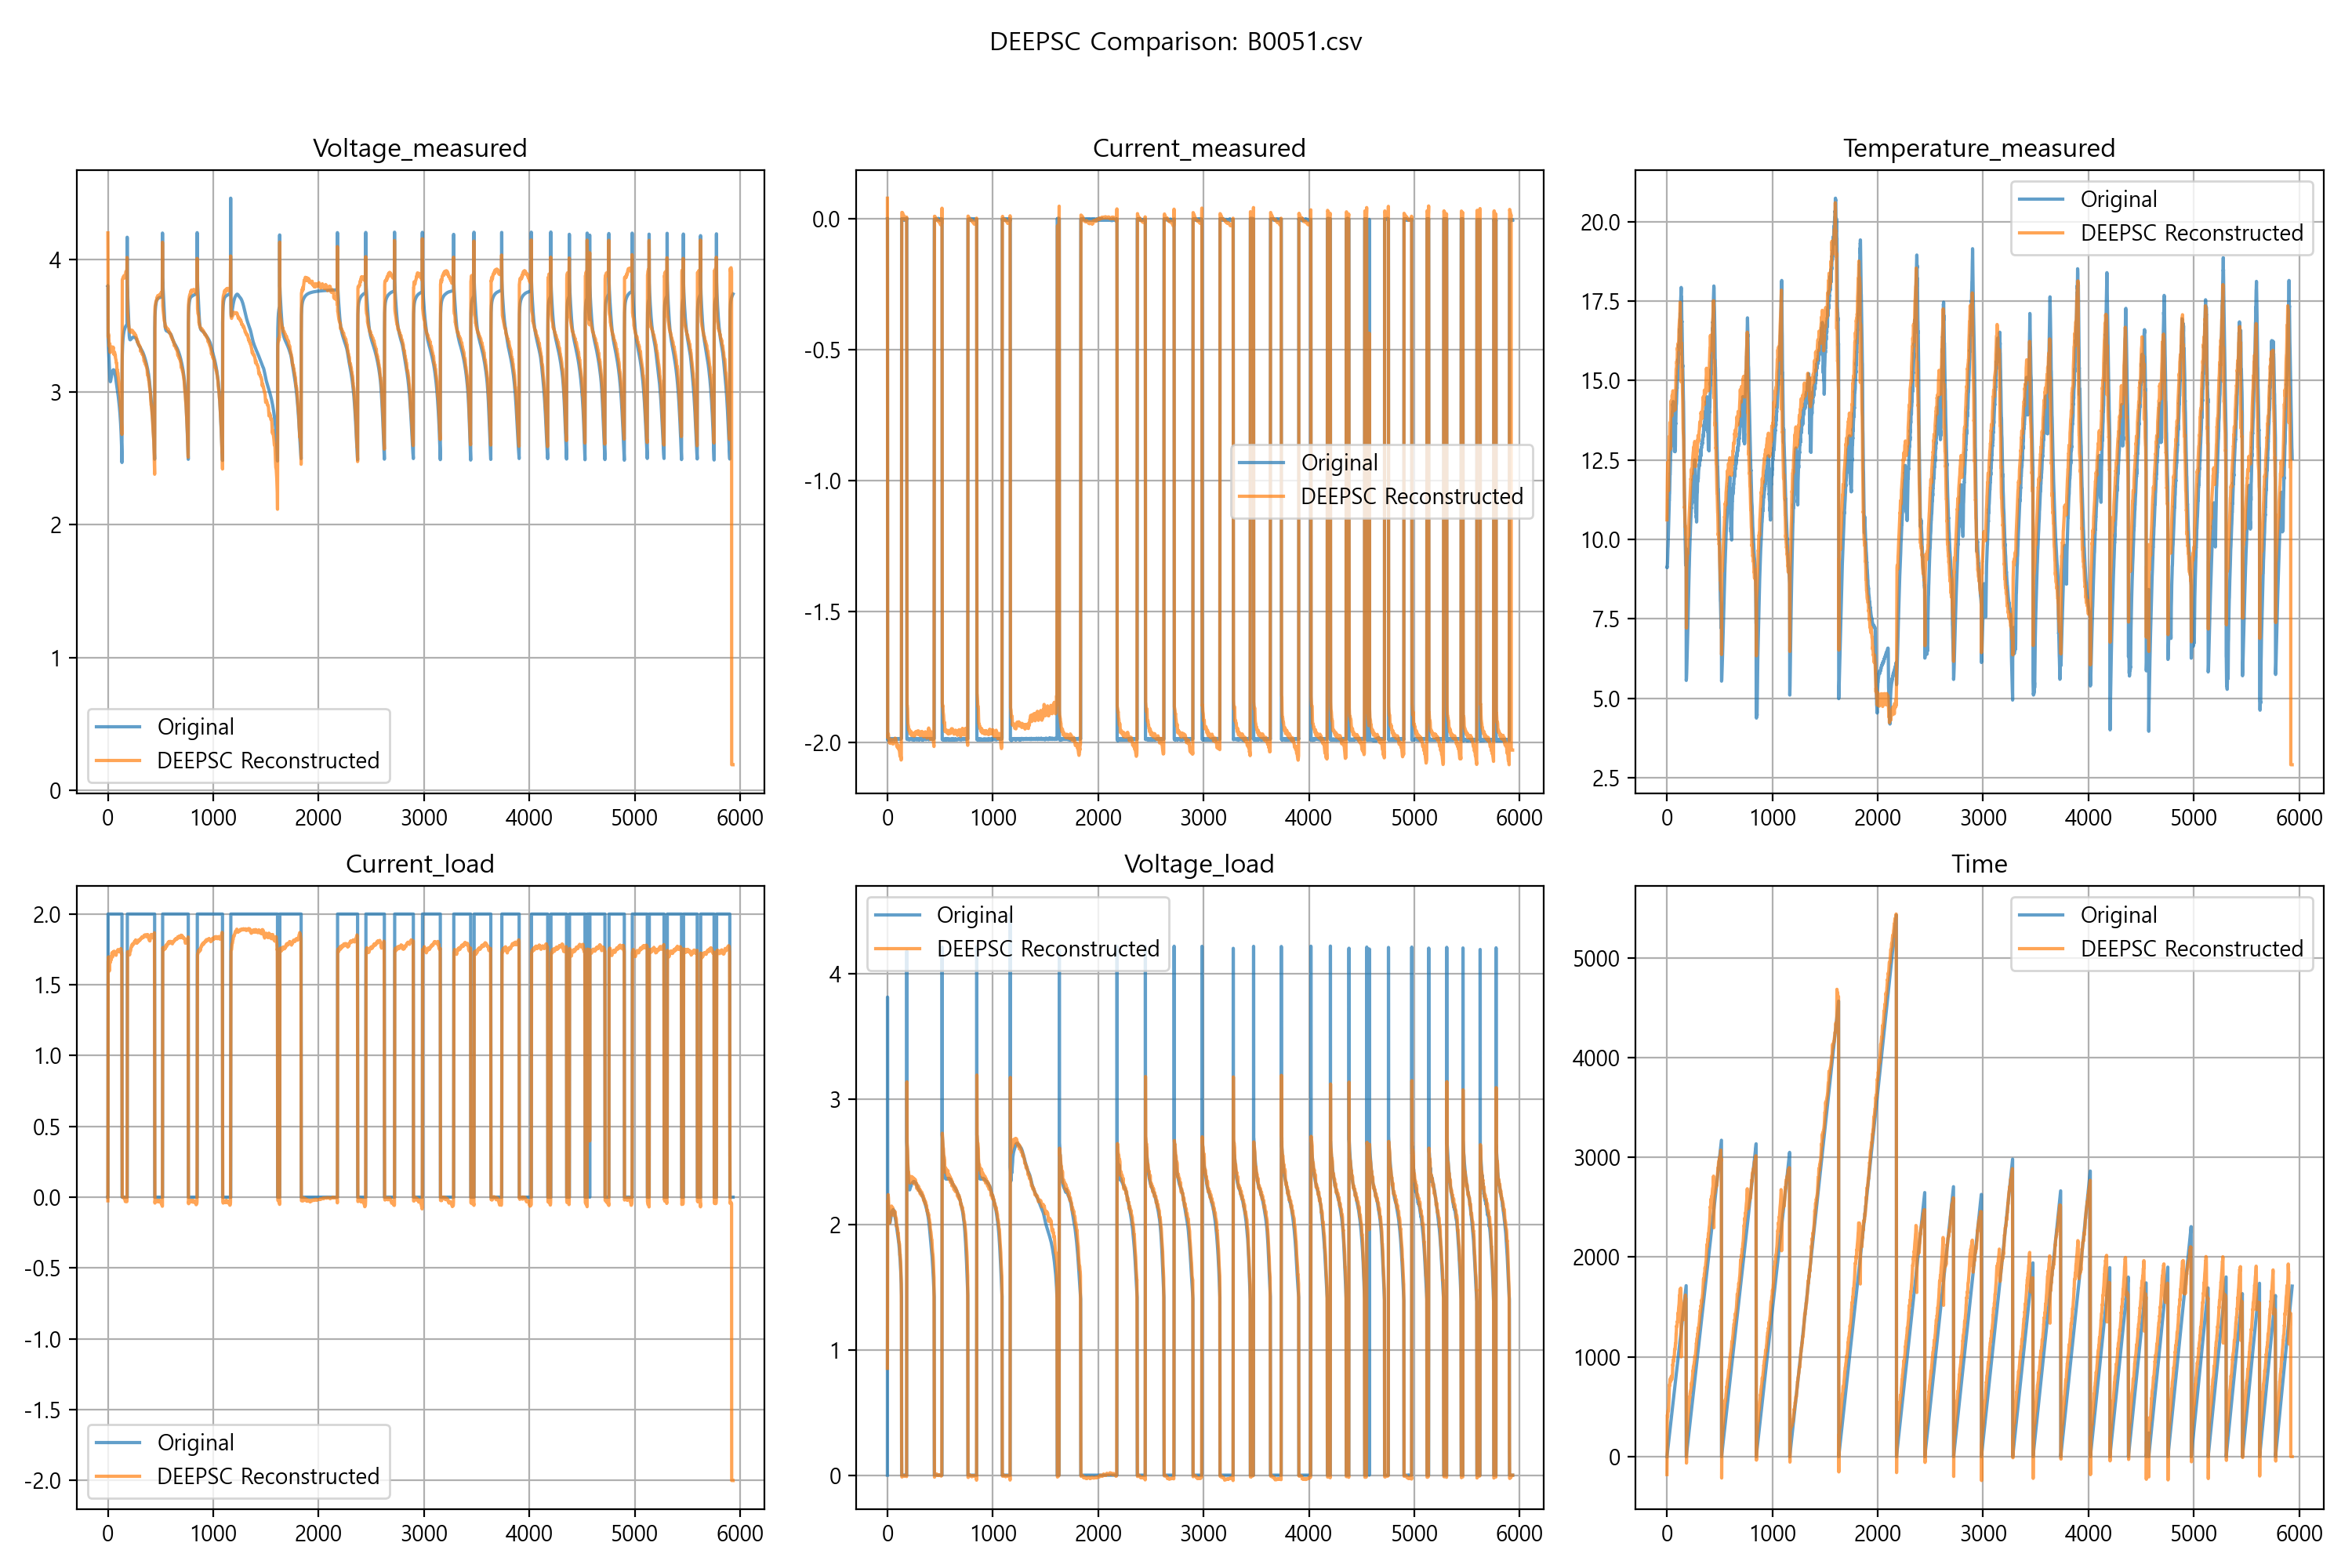 DEEPSC Comparison: B0051.csv
Voltage_measured
4
3
2
1
0
Original
DEEPSC Reconstructed
0 1000 2000 3000 4000 5000 6000
Current_measured
0.0
-0.5
-1.0
-1.5
-2.0
Original
DEEPSC Reconstructed
0 1000 2000 3000 4000 5000 6000
Temperature_measured
20.0
17.5
15.0
12.5
10.0
7.5
5.0
2.5
Original
DEEPSC Reconstructed
0 1000 2000 3000 4000 5000 6000
Current_load
2.0
1.5
1.0
0.5
0.0
-0.5
-1.0
-1.5
-2.0
Original
DEEPSC Reconstructed
0 1000 2000 3000 4000 5000 6000
Voltage_load
Original
DEEPSC Reconstructed
4
3
2
1
0
0 1000 2000 3000 4000 5000 6000
Time
Original
DEEPSC Reconstructed
5000
4000
3000
2000
1000
0
0 1000 2000 3000 4000 5000 6000